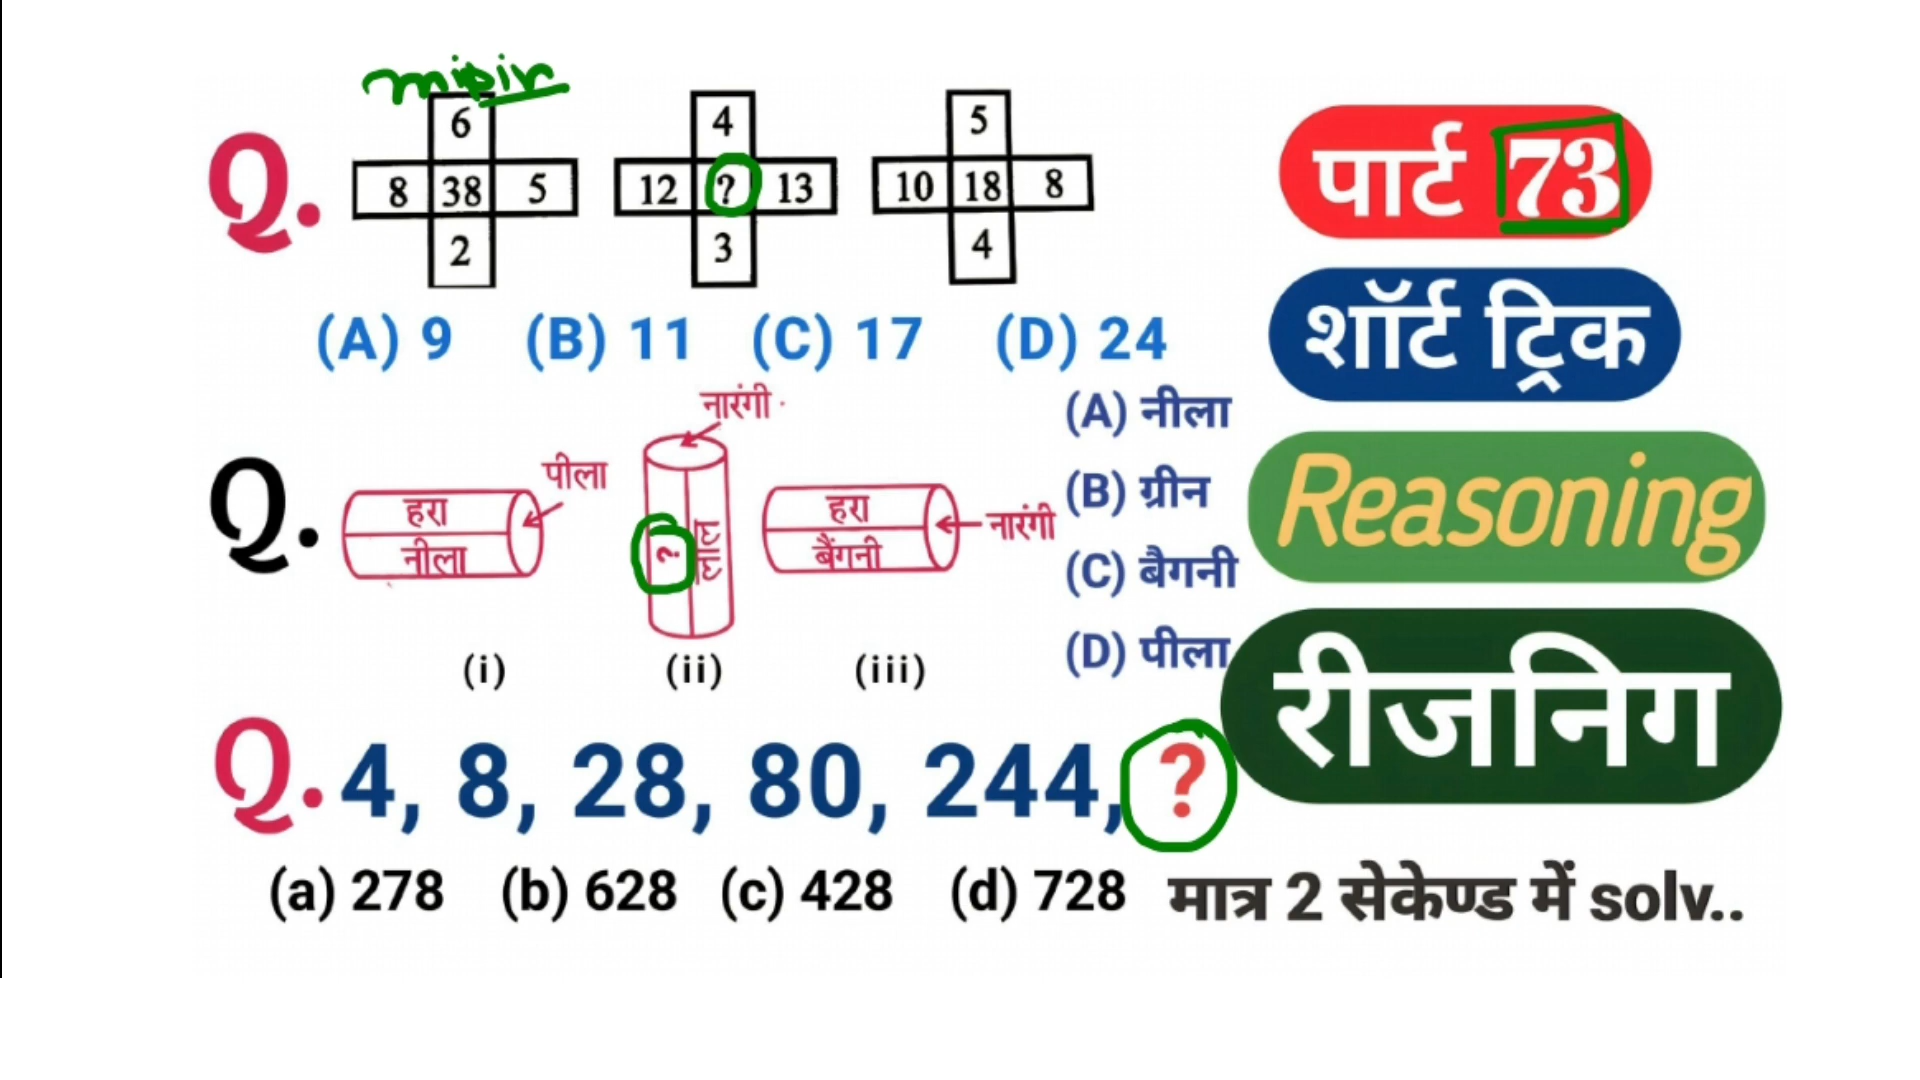 mipir
Q.
6
8 38 5
2
4
12 ? 13
3
5
10 18 8
4
(A) 9 (B) 11 (C) 17 (D) 24
Q.
हरा
नीला
पीला
(i)
नारंगी
?
लाल
(ii)
हरा
बैंगनी
नारंगी
(iii)
(A) नीला
(B) ग्रीन
(C) बैगनी
(D) पीला
Q. 4, 8, 28, 80, 244, ?
(a) 278 (b) 628 (c) 428 (d) 728
मात्र 2 सेकेण्ड में solv..
पार्ट 73
शॉर्ट ट्रिक
Reasoning
रीजनिग